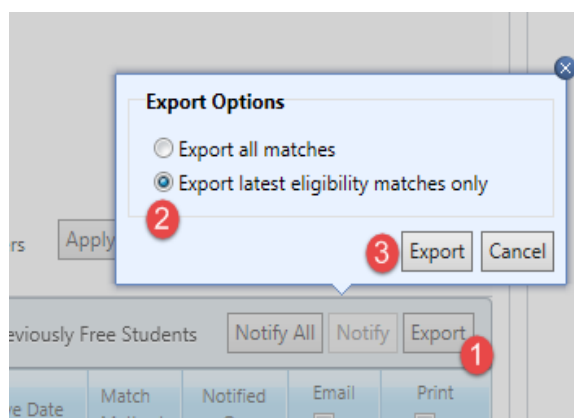 Export Options
Export all matches
Export latest eligibility matches only
2
rs Apply
3 Export Cancel
eviously Free Students Notify All Notify Export
1
ve Date Match Notified Email Print